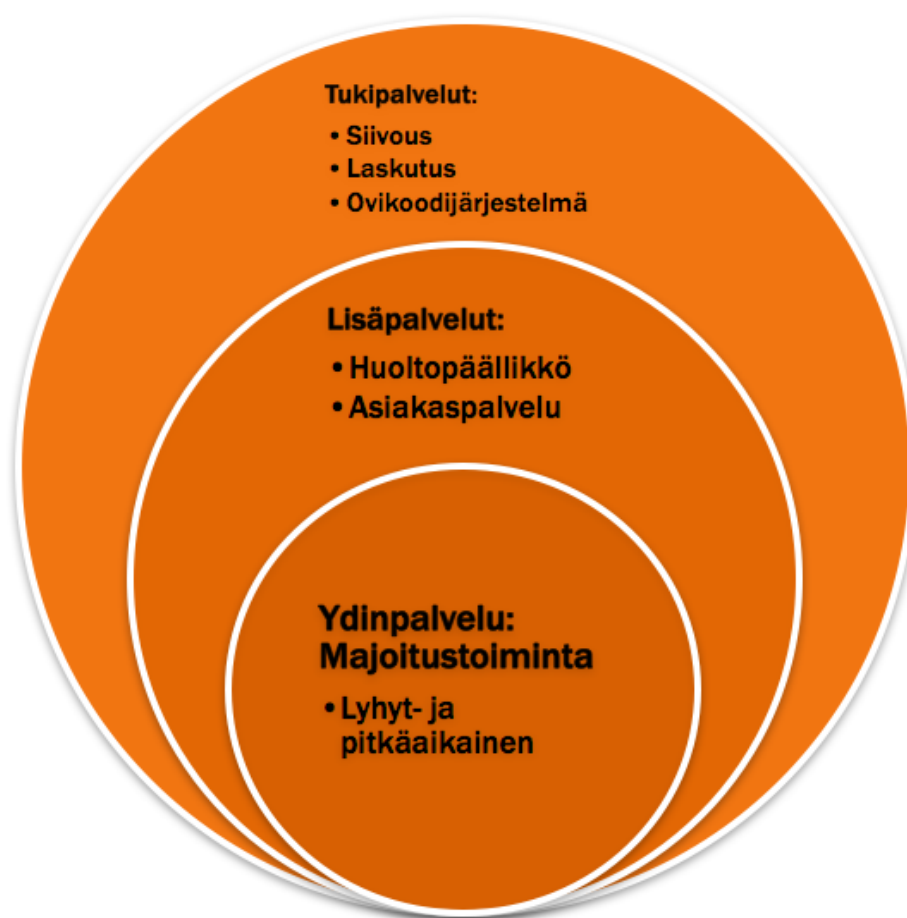 Tukipalvelut:
• Siivous
• Laskutus
• Ovikoodijärjestelmä
Lisäpalvelut:
• Huoltopäällikkö
• Asiakaspalvelu
Ydinpalvelu:
Majoitustoiminta
• Lyhyt- ja
pitkäaikainen